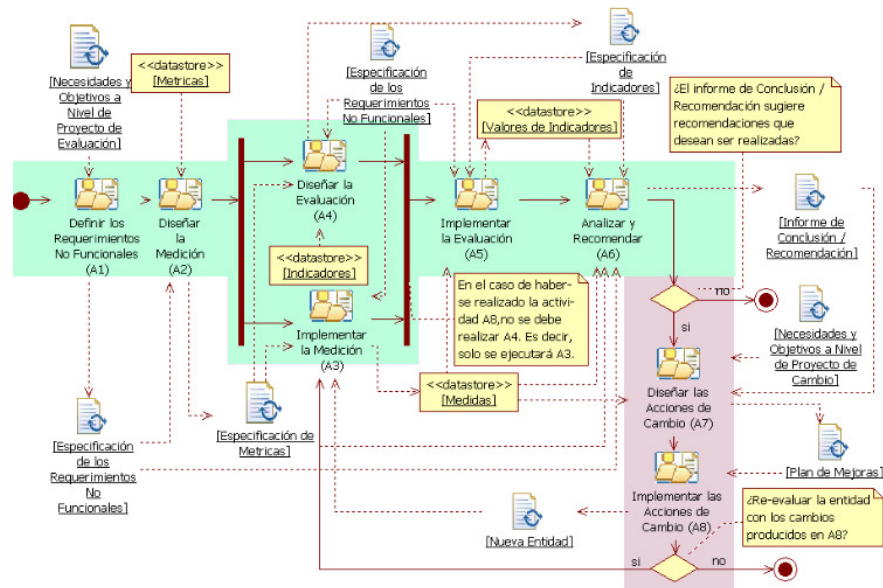 [Necesidades y
Objetivos a
Nivel de
Proyecto de
Evaluación]
<<datastore>>
[Metricas]
[Especificación
de los
Requerimientos
No Funcionales]
[Especificación
de
Indicadores]
<<datastore>>
[Valores de Indicadores]
¿El informe de Conclusión /
Recomendación sugiere
recomendaciones que
desean ser realizadas?
Definir los
Requerimientos
No Funcionales
(A1)
Diseñar
la
Medición
(A2)
Diseñar la
Evaluación
(A4)
<<datastore>>
[Indicadores]
Implementar
la Medición
(A3)
Implementar
la Evaluación
(A5)
Analizar y
Recomendar
(A6)
[Informe de
Conclusión /
Recomendación]
En el caso de haber-
se realizado la activi-
dad A8,no se debe
realizar A4. Es decir,
solo se ejecutará A3.
no
si
[Necesidades y
Objetivos a Nivel
de Proyecto de
Cambio]
<<datastore>>
[Medidas]
Diseñar las
Acciones de
Cambio (A7)
[Especificación de
los
Requerimientos
No
Funcionales]
[Especificación de
Metricas]
[Plan de Mejoras]
Implementar las
Acciones de
Cambio (A8)
[Nueva Entidad]
¿Re-evaluar la entidad
con los cambios
producidos en A8?
si
no